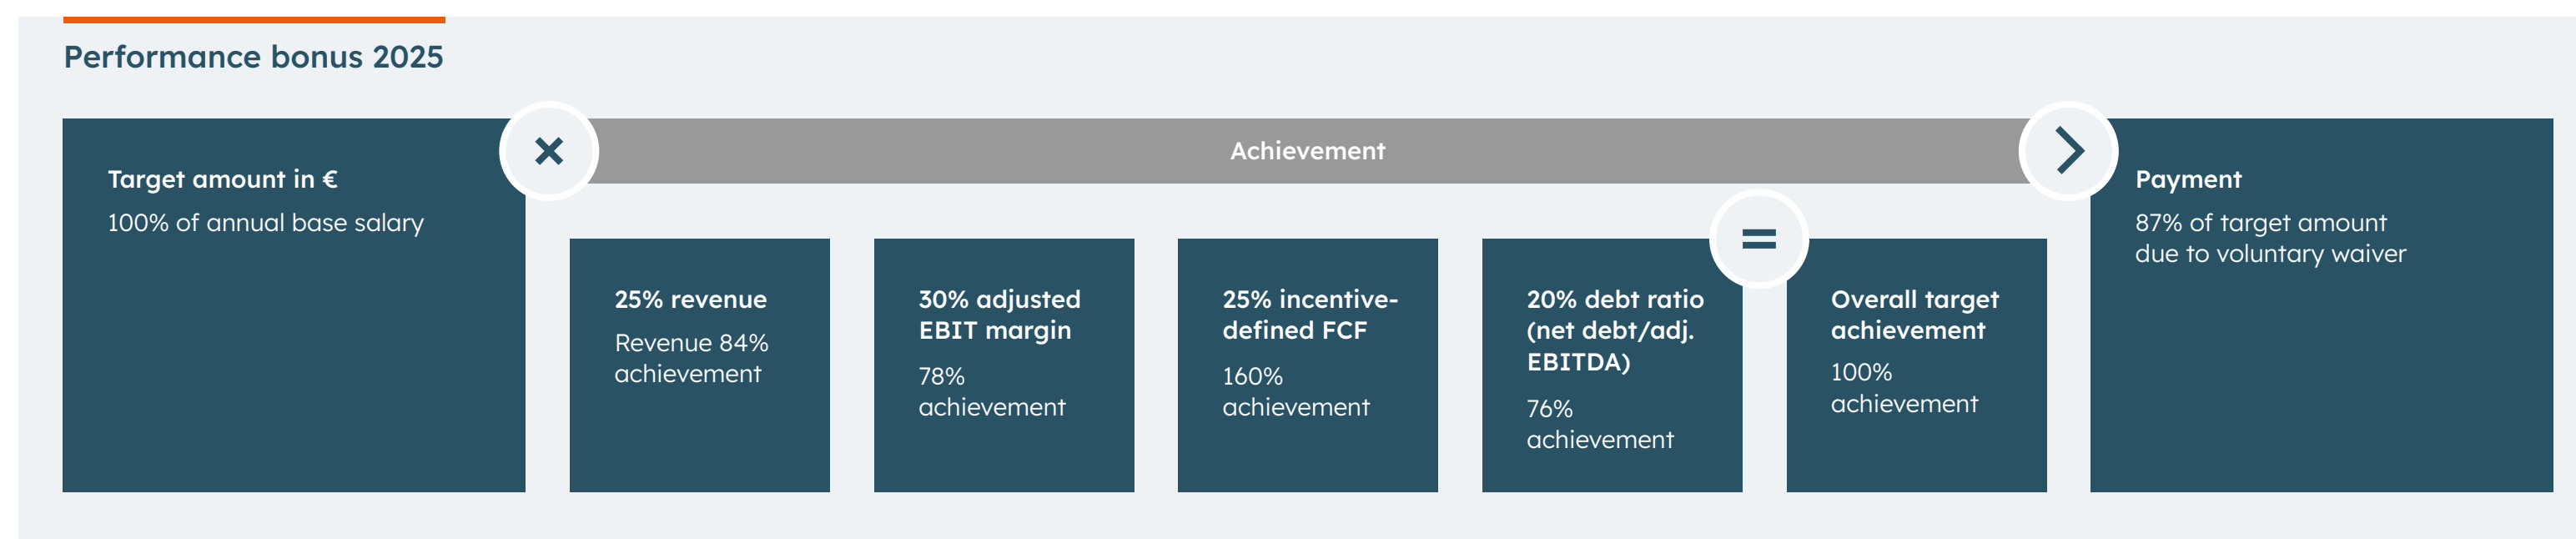 Performance bonus 2025
Target amount in €
100% of annual base salary
×
Achievement
25% revenue
Revenue 84%
achievement
30% adjusted
EBIT margin
78%
achievement
25% incentive-
defined FCF
160%
achievement
20% debt ratio
(net debt/adj.
EBITDA)
76%
achievement
=
Overall target
achievement
100%
achievement
>
Payment
87% of target amount
due to voluntary waiver